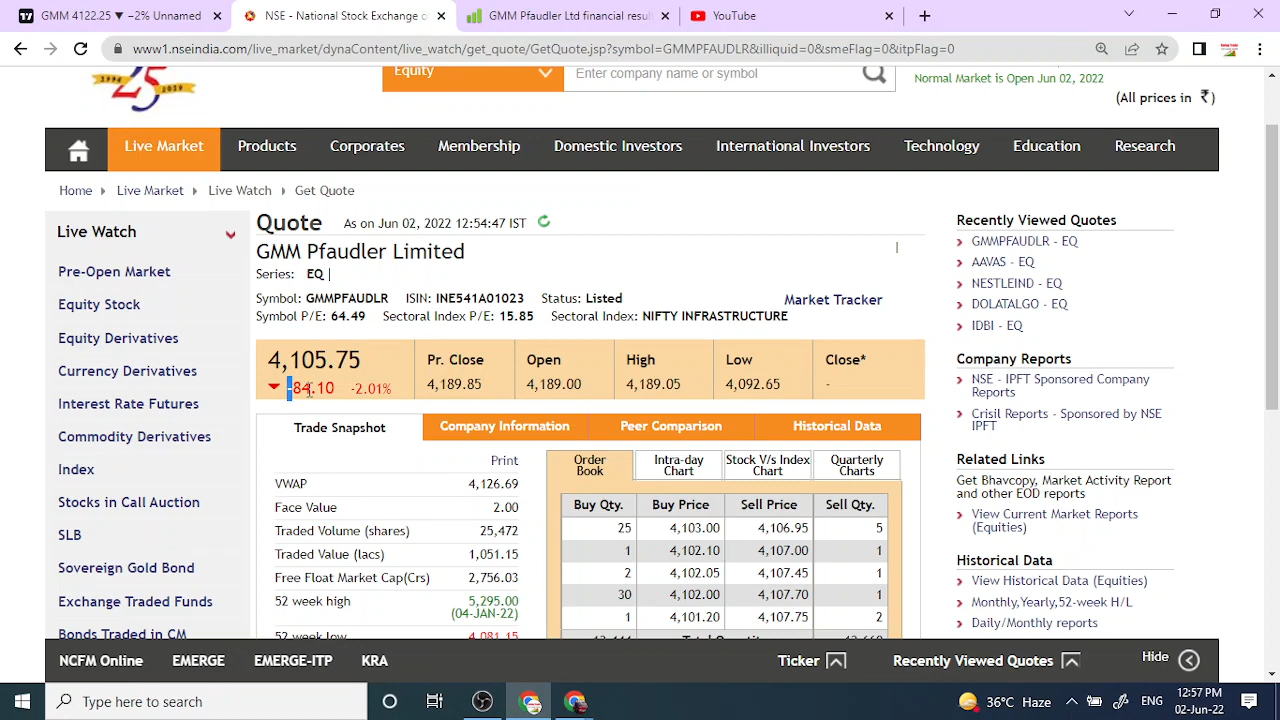 GMM 4122.25 ▼ −2% Unnamed
NSE - National Stock Exchange o
GMM Pfaudler Ltd financial result
YouTube
www1.nseindia.com/live_market/dynaContent/live_watch/get_quote/GetQuote.jsp?symbol=GMMPFAUDLR&illiquid=0&smeFlag=0&itpFlag=0
Equity
Enter company name or symbol
Normal Market is Open Jun 02, 2022
(All prices in ₹)
Live Market
Products
Corporates
Membership
Domestic Investors
International Investors
Technology
Education
Research
Home
Live Market
Live Watch
Get Quote
Live Watch
Pre-Open Market
Equity Stock
Equity Derivatives
Currency Derivatives
Interest Rate Futures
Commodity Derivatives
Index
Stocks in Call Auction
SLB
Sovereign Gold Bond
Exchange Traded Funds
Bonds Traded in CM
Quote As on Jun 02, 2022 12:54:47 IST
GMM Pfaudler Limited
|
Series: EQ |
Symbol: GMMPFAUDLR ISIN: INE541A01023 Status: Listed
Market Tracker
Symbol P/E: 64.49 Sectoral Index P/E: 15.85 Sectoral Index: NIFTY INFRASTRUCTURE
4,105.75 Pr. Close Open High Low Close*
-84.10 -2.01% 4,189.85 4,189.00 4,189.05 4,092.65 -
Trade Snapshot
Company Information
Peer Comparison
Historical Data
Print
VWAP 4,126.69
Face Value 2.00
Traded Volume (shares) 25,472
Traded Value (lacs) 1,051.15
Free Float Market Cap(Crs) 2,756.03
52 week high 5,295.00
(04-JAN-22)
52 week low 4,081.15
Order
Book
Intra-day
Chart
Stock V/s Index
Chart
Quarterly
Charts
Buy Qty. Buy Price Sell Price Sell Qty.
25 4,103.00 4,106.95 5
1 4,102.10 4,107.00 1
2 4,102.05 4,107.45 1
30 4,102.00 4,107.70 1
1 4,101.20 4,107.75 2
Total Quantity
Recently Viewed Quotes
GMMPFAUDLR - EQ
AAVAS - EQ
NESTLEIND - EQ
DOLATALGO - EQ
IDBI - EQ
Company Reports
NSE - IPFT Sponsored Company
Reports
Crisil Reports - Sponsored by NSE
IPFT
Related Links
Get Bhavcopy, Market Activity Report
and other EOD reports
View Current Market Reports
(Equities)
Historical Data
View Historical Data (Equities)
Monthly,Yearly,52-week H/L
Daily/Monthly reports
NCFM Online
EMERGE
EMERGE-ITP
KRA
Ticker
Recently Viewed Quotes
Hide
Type here to search
36°C Haze
ENG
12:57 PM
02-Jun-22